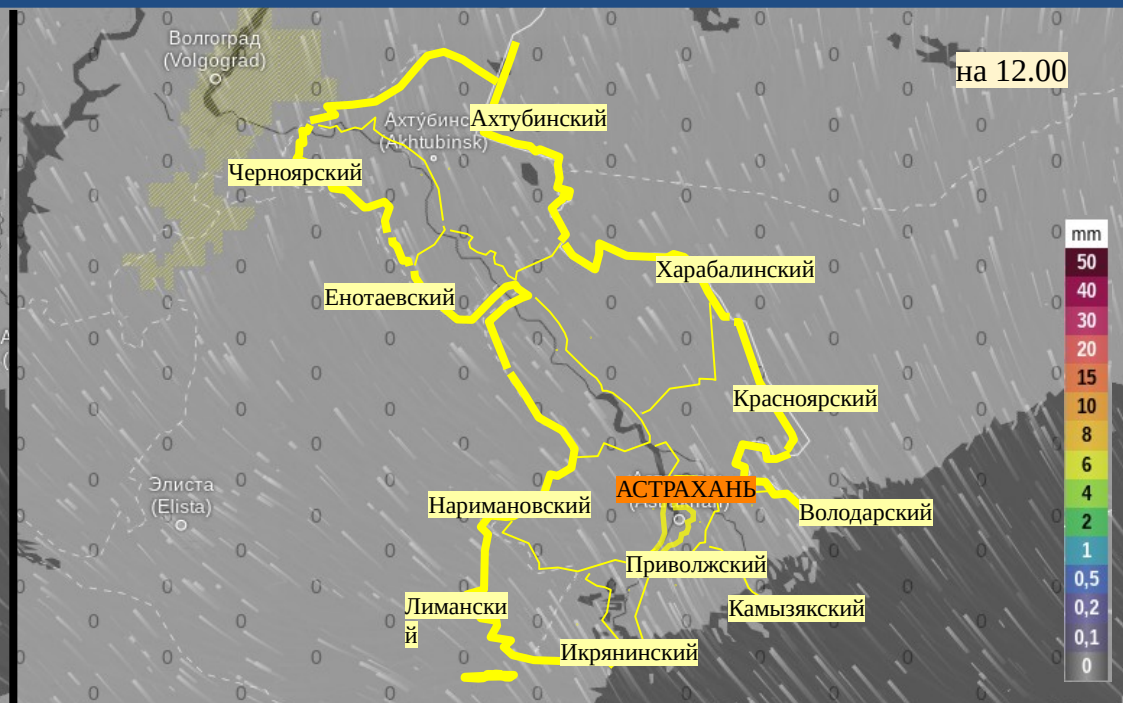 Волгоград
(Volgograd)
на 12.00
Ахтубинский
Ахтубинс
(Akhtubinsk)
Черноярский
mm
50
Харабалинский
40
Енотаевский
30
20
15
Красноярский
10
8
6
Элиста
(Elista)
АСТРАХАНЬ
4
Наримановский
Володарский
2
1
Приволжский
0,5
Лимански
й
Камызякский
0,2
0,1
Икрянинский
0